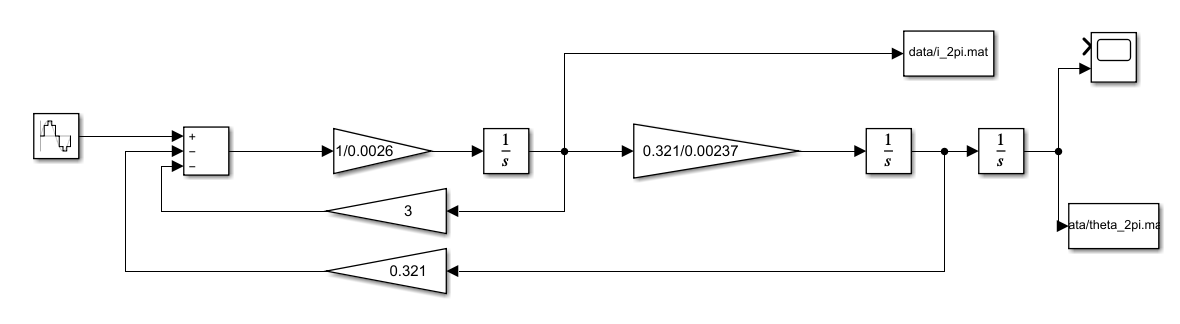 data/i_2pi.mat
+
−
−
1/0.0026
1
s
0.321/0.00237
1
s
1
s
3
ata/theta_2pi.ma
0.321